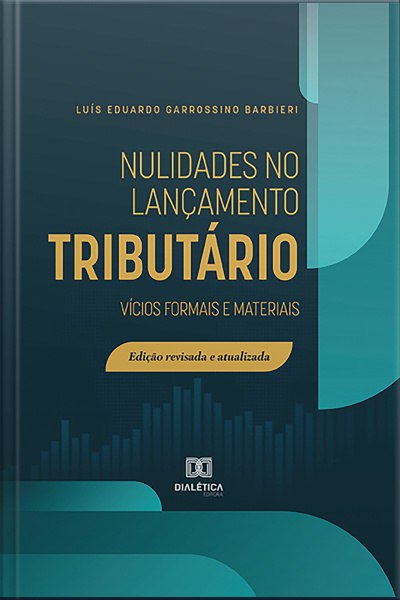 LUÍS EDUARDO GARROSSINO BARBIERI
NULIDADES NO
LANÇAMENTO
TRIBUTÁRIO
VÍCIOS FORMAIS E MATERIAIS
Edição revisada e atualizada
DIALÉTICA
EDITORA